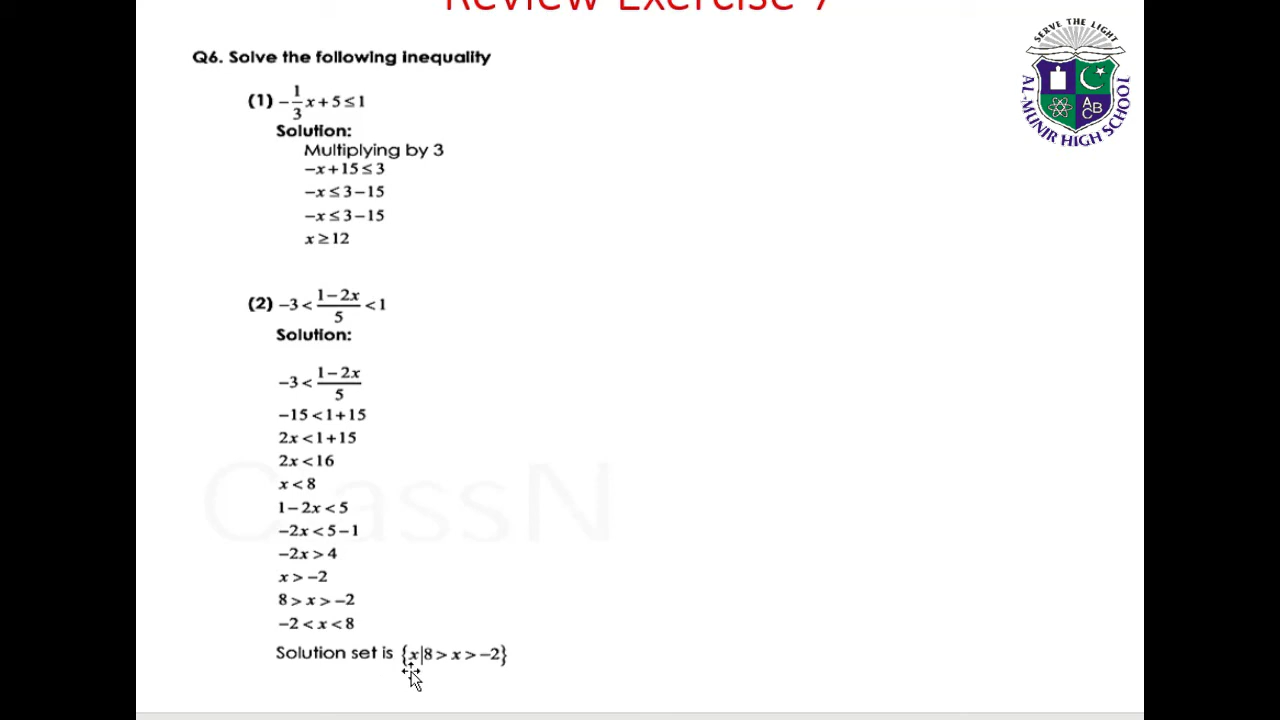 Review Exercise 7
Q6. Solve the following inequality
(1) −1/3 x + 5 ≤ 1
Solution:
Multiplying by 3
−x + 15 ≤ 3
−x ≤ 3 − 15
−x ≤ 3 − 15
x ≥ 12
(2) −3 < (1 − 2x)/5 < 1
Solution:
−3 < (1 − 2x)/5
−15 < 1 + 15
2x < 1 + 15
2x < 16
x < 8
1 − 2x < 5
−2x < 5 − 1
−2x > 4
x > −2
8 > x > −2
−2 < x < 8
Solution set is {x|8 > x > −2}
SERVE THE LIGHT
ABC
AL-MUNIR HIGH SCHOOL
ClassN